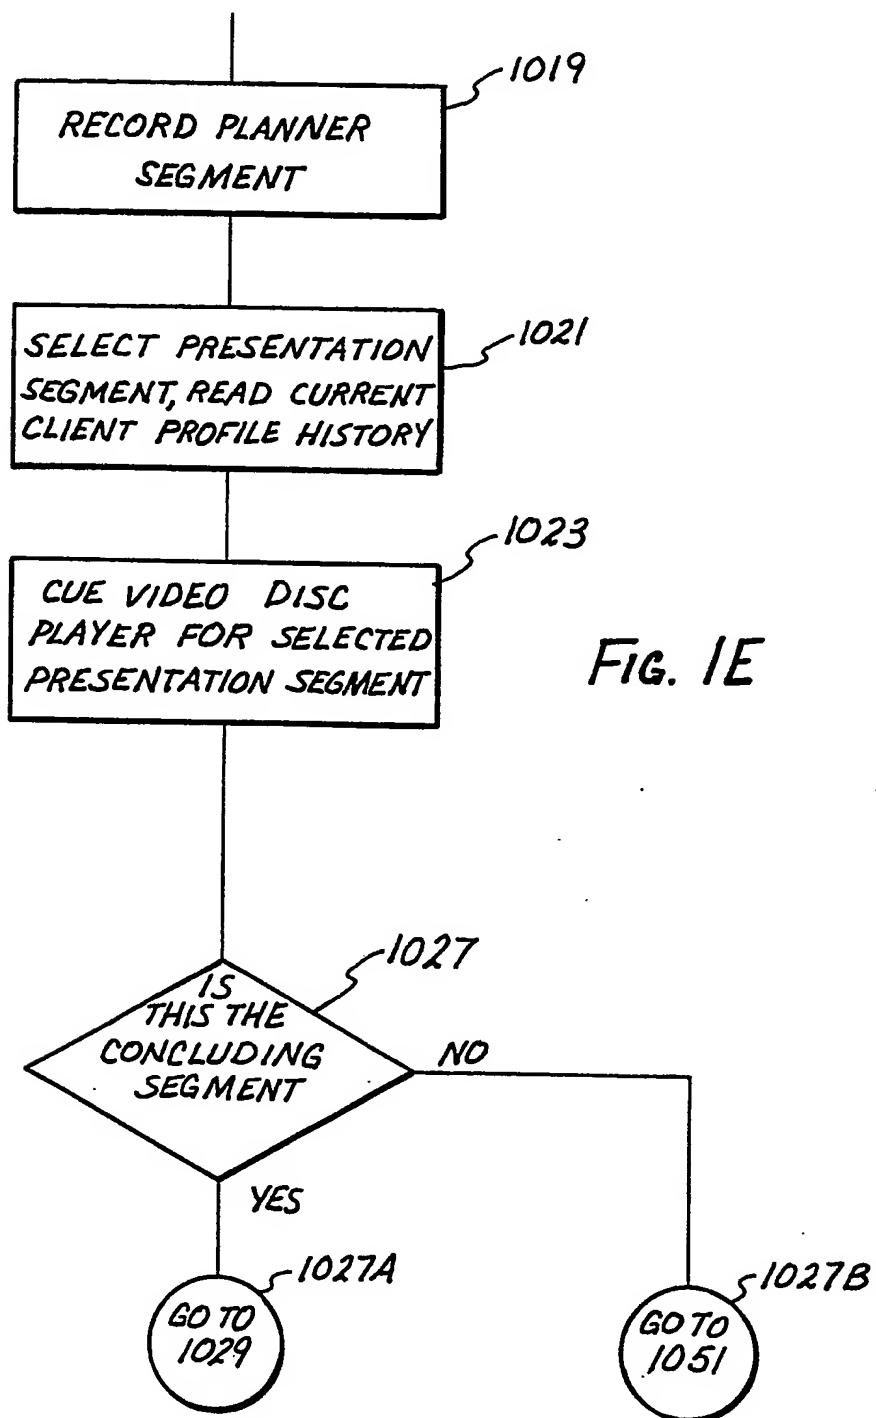 1019
RECORD PLANNER
SEGMENT
1021
SELECT PRESENTATION
SEGMENT, READ CURRENT
CLIENT PROFILE HISTORY
1023
CUE VIDEO DISC
PLAYER FOR SELECTED
PRESENTATION SEGMENT
FIG. 1E
1027
IS
THIS THE
CONCLUDING
SEGMENT
NO
YES
1027A
GO TO
1029
1027B
GO TO
1051